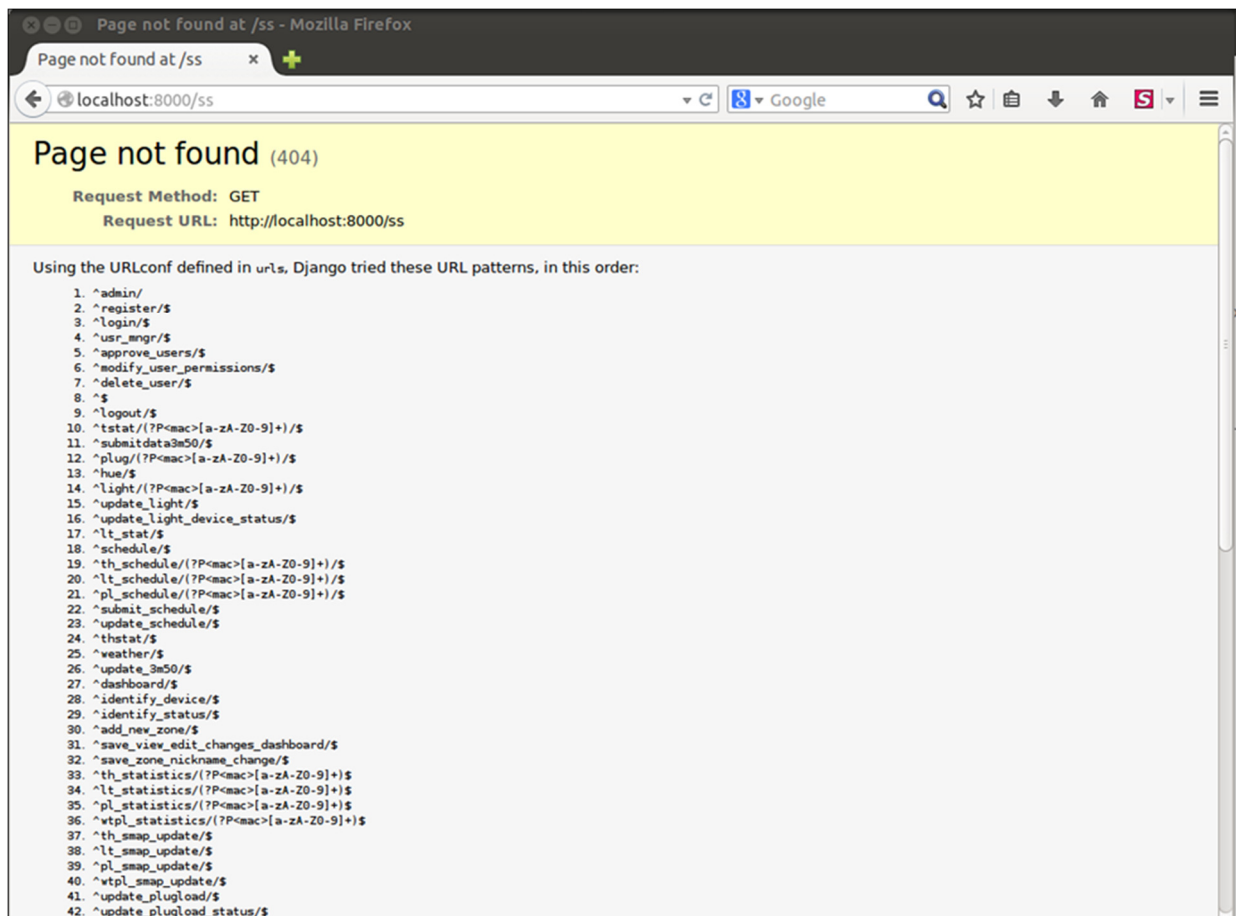 Page not found at /ss - Mozilla Firefox
Page not found at /ss
localhost:8000/ss
Google
Page not found (404)
Request Method: GET
Request URL: http://localhost:8000/ss
Using the URLconf defined in urls, Django tried these URL patterns, in this order:
1. ^admin/
2. ^register/$
3. ^login/$
4. ^usr_mngr/$
5. ^approve_users/$
6. ^modify_user_permissions/$
7. ^delete_user/$
8. ^$
9. ^logout/$
10. ^tstat/(?P<mac>[a-zA-Z0-9]+)/$
11. ^submitdata3m50/$
12. ^plug/(?P<mac>[a-zA-Z0-9]+)/$
13. ^hue/$
14. ^light/(?P<mac>[a-zA-Z0-9]+)/$
15. ^update_light/$
16. ^update_light_device_status/$
17. ^lt_stat/$
18. ^schedule/$
19. ^th_schedule/(?P<mac>[a-zA-Z0-9]+)/$
20. ^lt_schedule/(?P<mac>[a-zA-Z0-9]+)/$
21. ^pl_schedule/(?P<mac>[a-zA-Z0-9]+)/$
22. ^submit_schedule/$
23. ^update_schedule/$
24. ^thstat/$
25. ^weather/$
26. ^update_3m50/$
27. ^dashboard/$
28. ^identify_device/$
29. ^identify_status/$
30. ^add_new_zone/$
31. ^save_view_edit_changes_dashboard/$
32. ^save_zone_nickname_change/$
33. ^th_statistics/(?P<mac>[a-zA-Z0-9]+)$
34. ^lt_statistics/(?P<mac>[a-zA-Z0-9]+)$
35. ^pl_statistics/(?P<mac>[a-zA-Z0-9]+)$
36. ^wtpl_statistics/(?P<mac>[a-zA-Z0-9]+)$
37. ^th_smap_update/$
38. ^lt_smap_update/$
39. ^pl_smap_update/$
40. ^wtpl_smap_update/$
41. ^update_plugload/$
42. ^update_plugload_status/$